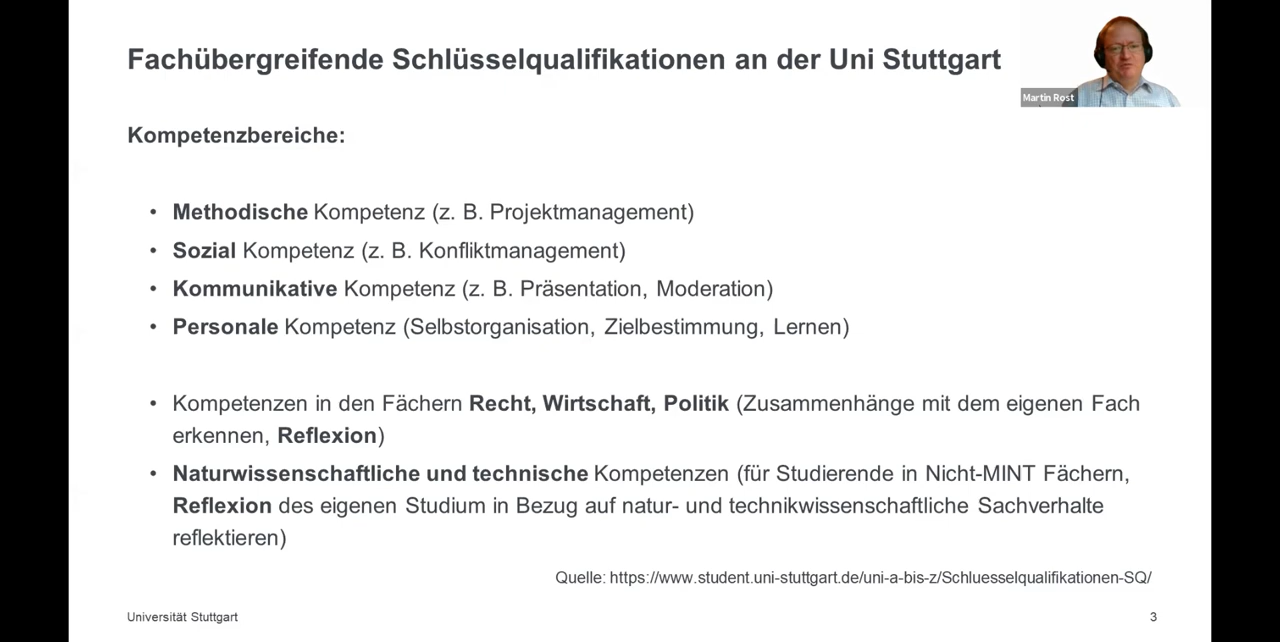 Fachübergreifende Schlüsselqualifikationen an der Uni Stuttgart
Martin Rost
Kompetenzbereiche:
• Methodische Kompetenz (z. B. Projektmanagement)
• Sozial Kompetenz (z. B. Konfliktmanagement)
• Kommunikative Kompetenz (z. B. Präsentation, Moderation)
• Personale Kompetenz (Selbstorganisation, Zielbestimmung, Lernen)
• Kompetenzen in den Fächern Recht, Wirtschaft, Politik (Zusammenhänge mit dem eigenen Fach
erkennen, Reflexion)
• Naturwissenschaftliche und technische Kompetenzen (für Studierende in Nicht-MINT Fächern,
Reflexion des eigenen Studium in Bezug auf natur- und technikwissenschaftliche Sachverhalte
reflektieren)
Quelle: https://www.student.uni-stuttgart.de/uni-a-bis-z/Schluesselqualifikationen-SQ/
Universität Stuttgart
3